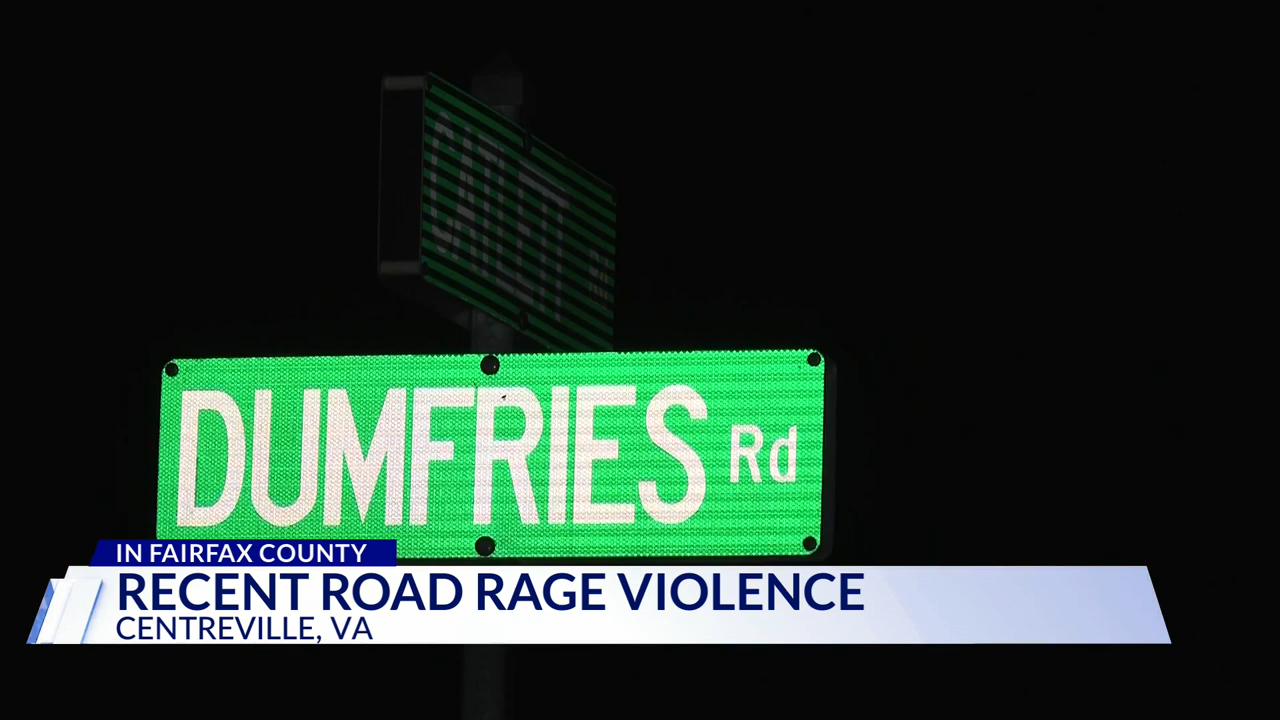 DUMFRIES Rd
IN FAIRFAX COUNTY
RECENT ROAD RAGE VIOLENCE
CENTREVILLE, VA